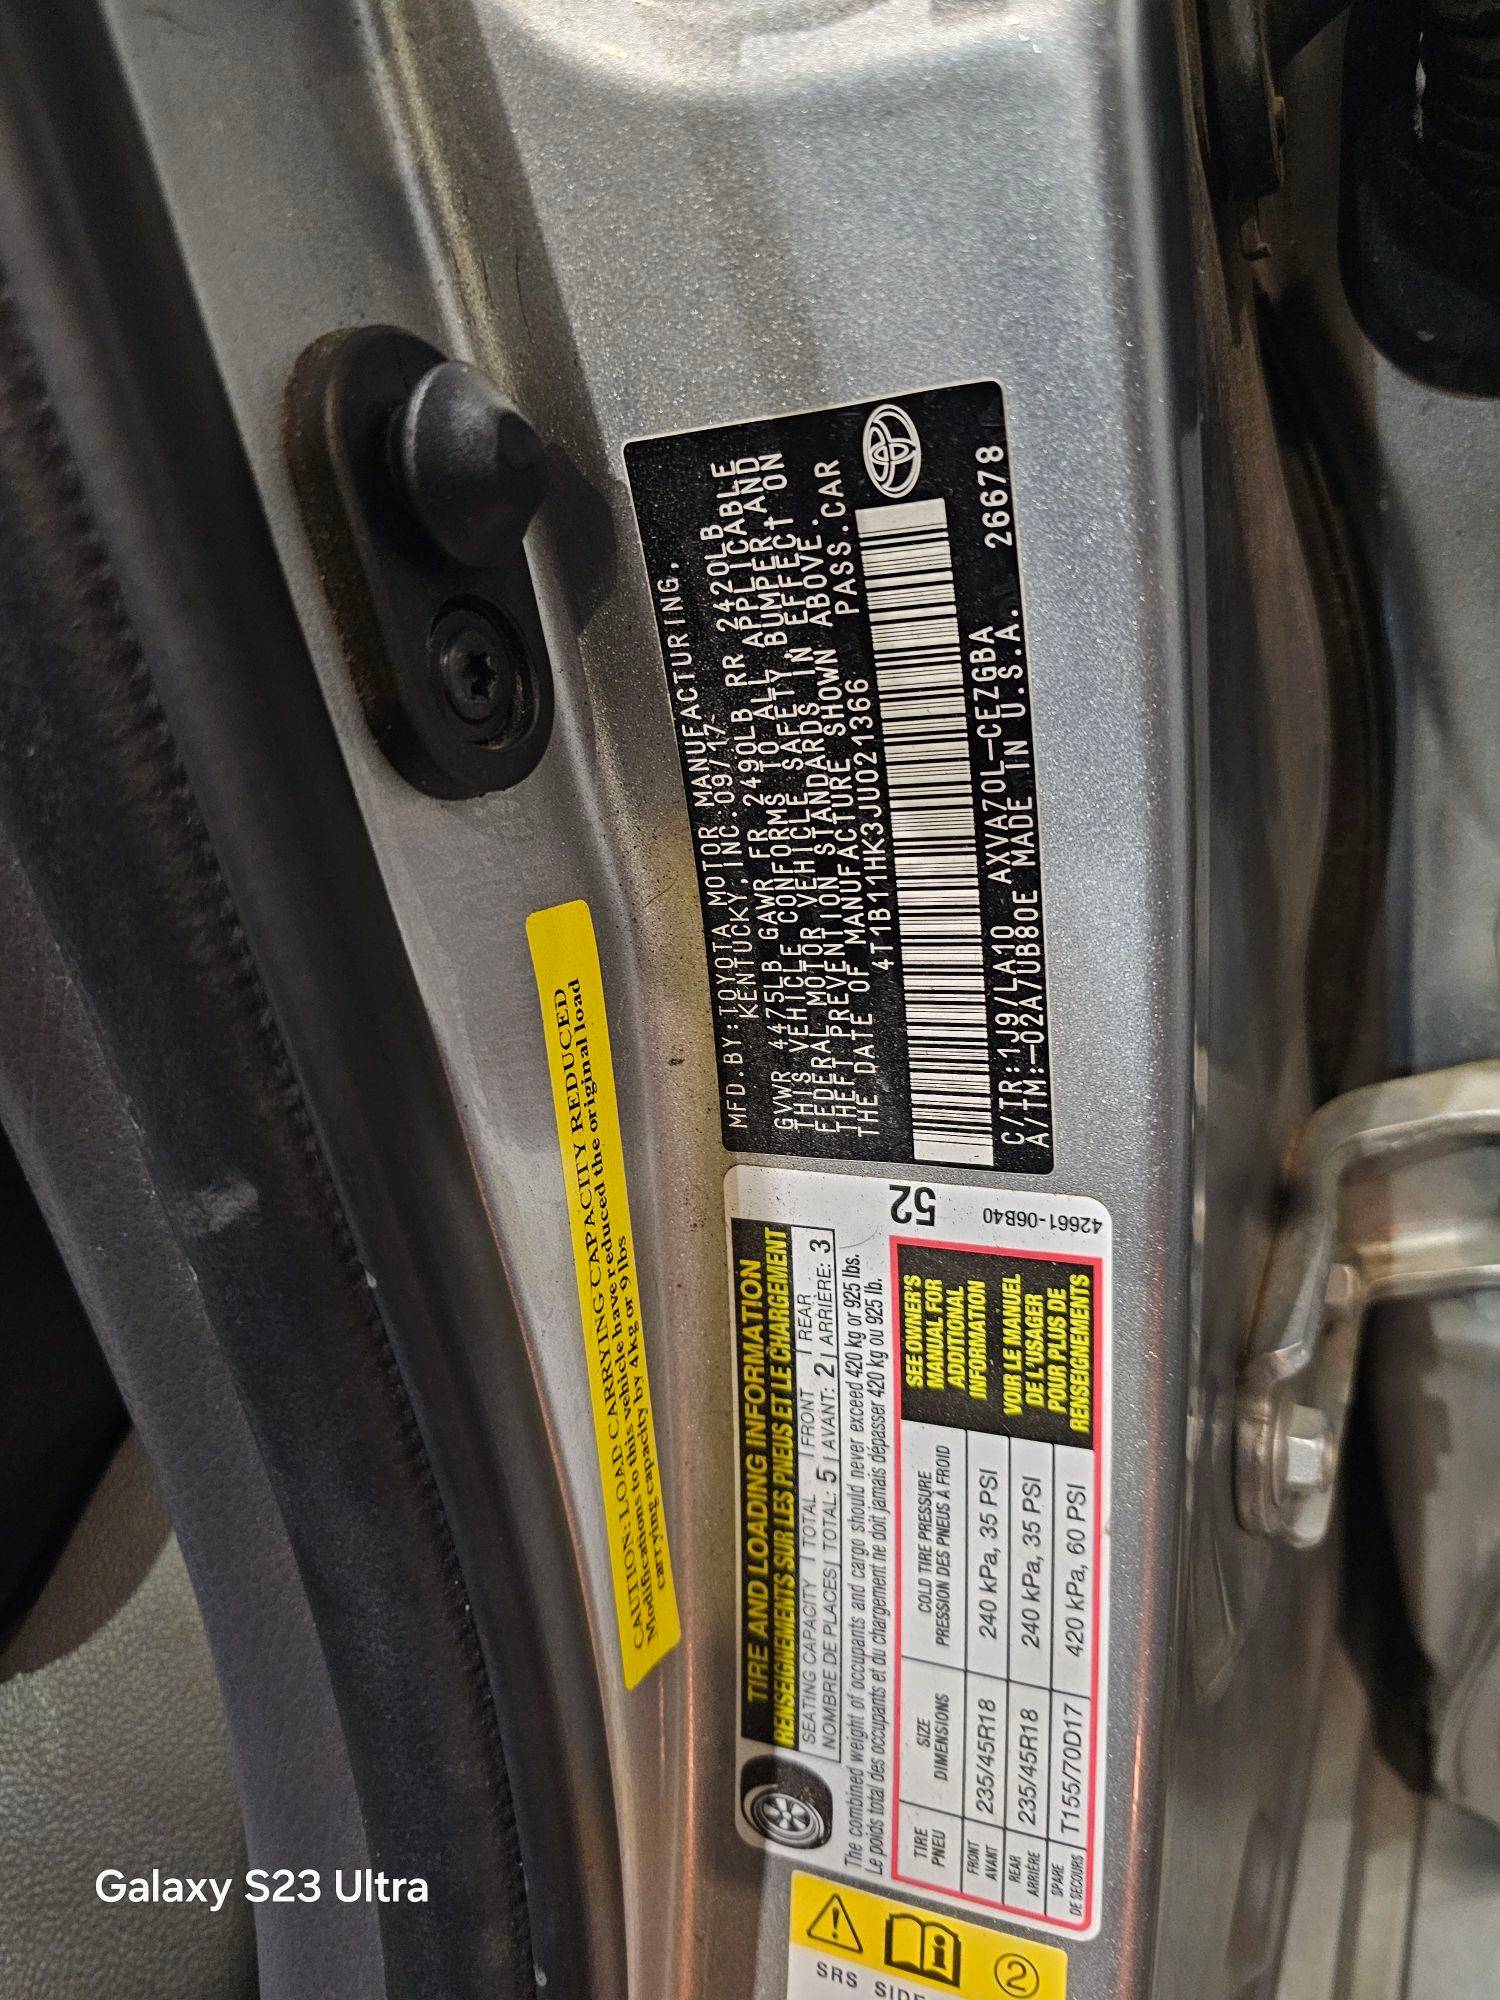 MFD.BY:TOYOTA MOTOR MANUFACTURING,
KENTUCKY,INC.09/17
GVWR 4475LB GAWR FR 2490LB RR 2420LB
THIS VEHICLE CONFORMS TO ALL APPLICABLE
FEDERAL MOTOR VEHICLE SAFETY, BUMPER, AND
THEFT PREVENTION STANDARDS IN EFFECT ON
THE DATE OF MANUFACTURE SHOWN ABOVE.
4T1B11HK3JU021366 PASS.CAR
C/TR:1J9/LA10 AXVA70L-CEZGBA
A/TM:-02A/UB80E MADE IN U.S.A. 26678
CAUTION: LOAD CARRYING CAPACITY REDUCED
Modifications to this vehicle have reduced the original load
carrying capacity by 4 kg or 9 lbs
TIRE AND LOADING INFORMATION
RENSEIGNEMENTS SUR LES PNEUS ET LE CHARGEMENT
SEATING CAPACITY | TOTAL | FRONT | REAR
NOMBRE DE PLACES | TOTAL: 5 | AVANT: 2 | ARRIÈRE: 3
The combined weight of occupants and cargo should never exceed 420 kg or 925 lbs.
Le poids total des occupants et du chargement ne doit jamais dépasser 420 kg ou 925 lb.
52
42661-06B40
TIRE SIZE COLD TIRE PRESSURE
PNEU DIMENSIONS PRESSION DES PNEUS À FROID
FRONT
AVANT 235/45R18 240 kPa, 35 PSI
REAR
ARRIÈRE 235/45R18 240 kPa, 35 PSI
SPARE
DE SECOURS T155/70D17 420 kPa, 60 PSI
SEE OWNER'S
MANUAL FOR
ADDITIONAL
INFORMATION
VOIR LE MANUEL
DE L'USAGER
POUR PLUS DE
RENSEIGNEMENTS
2
SRS SIDE
Galaxy S23 Ultra